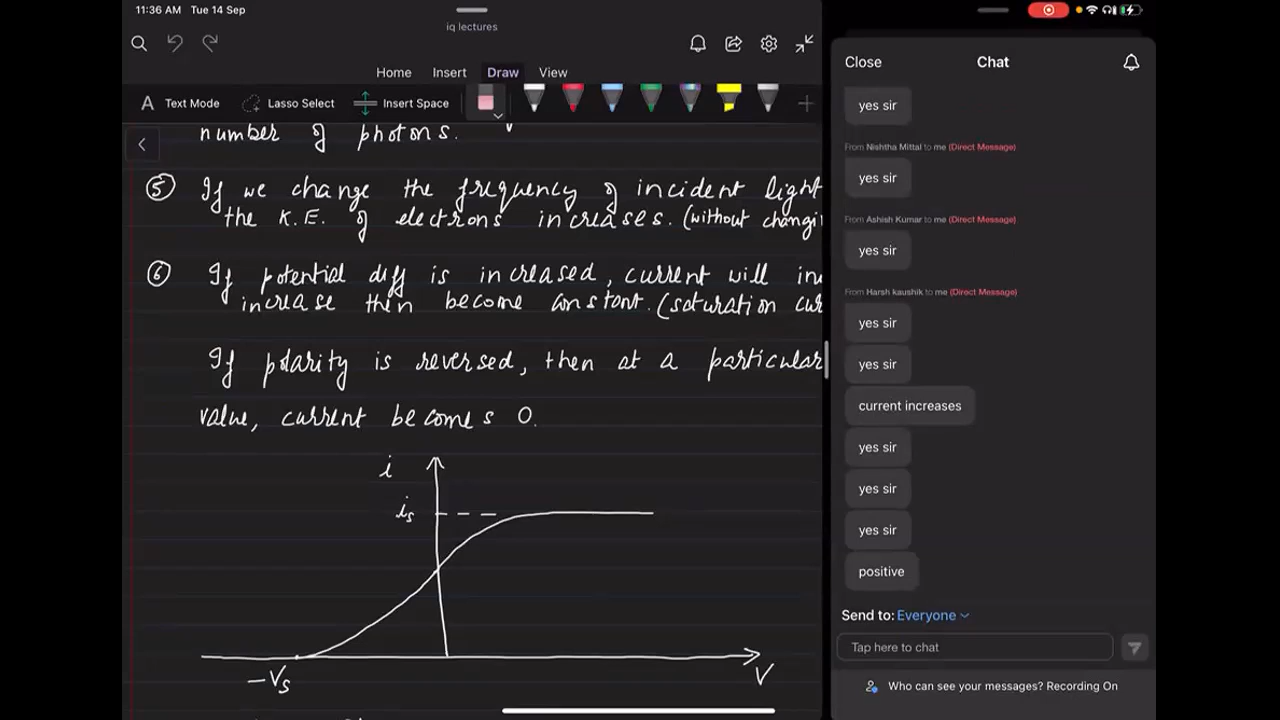 11:36 AM Tue 14 Sep
iq lectures
Home Insert Draw View
A Text Mode Lasso Select Insert Space
number of photons.
⑤ If we change the frequency of incident light
the K.E. of electrons increases. (without changin
⑥ If potential diff is increased, current will in
increase then become constant. (saturation cur
If polarity is reversed, then at a particular
value, current becomes 0.
i
is
-Vs
V
Close Chat
yes sir
From Nishtha Mittal to me (Direct Message)
yes sir
From Ashish Kumar to me (Direct Message)
yes sir
From Harsh kaushik to me (Direct Message)
yes sir
yes sir
current increases
yes sir
yes sir
yes sir
positive
Send to: Everyone
Tap here to chat
Who can see your messages? Recording On